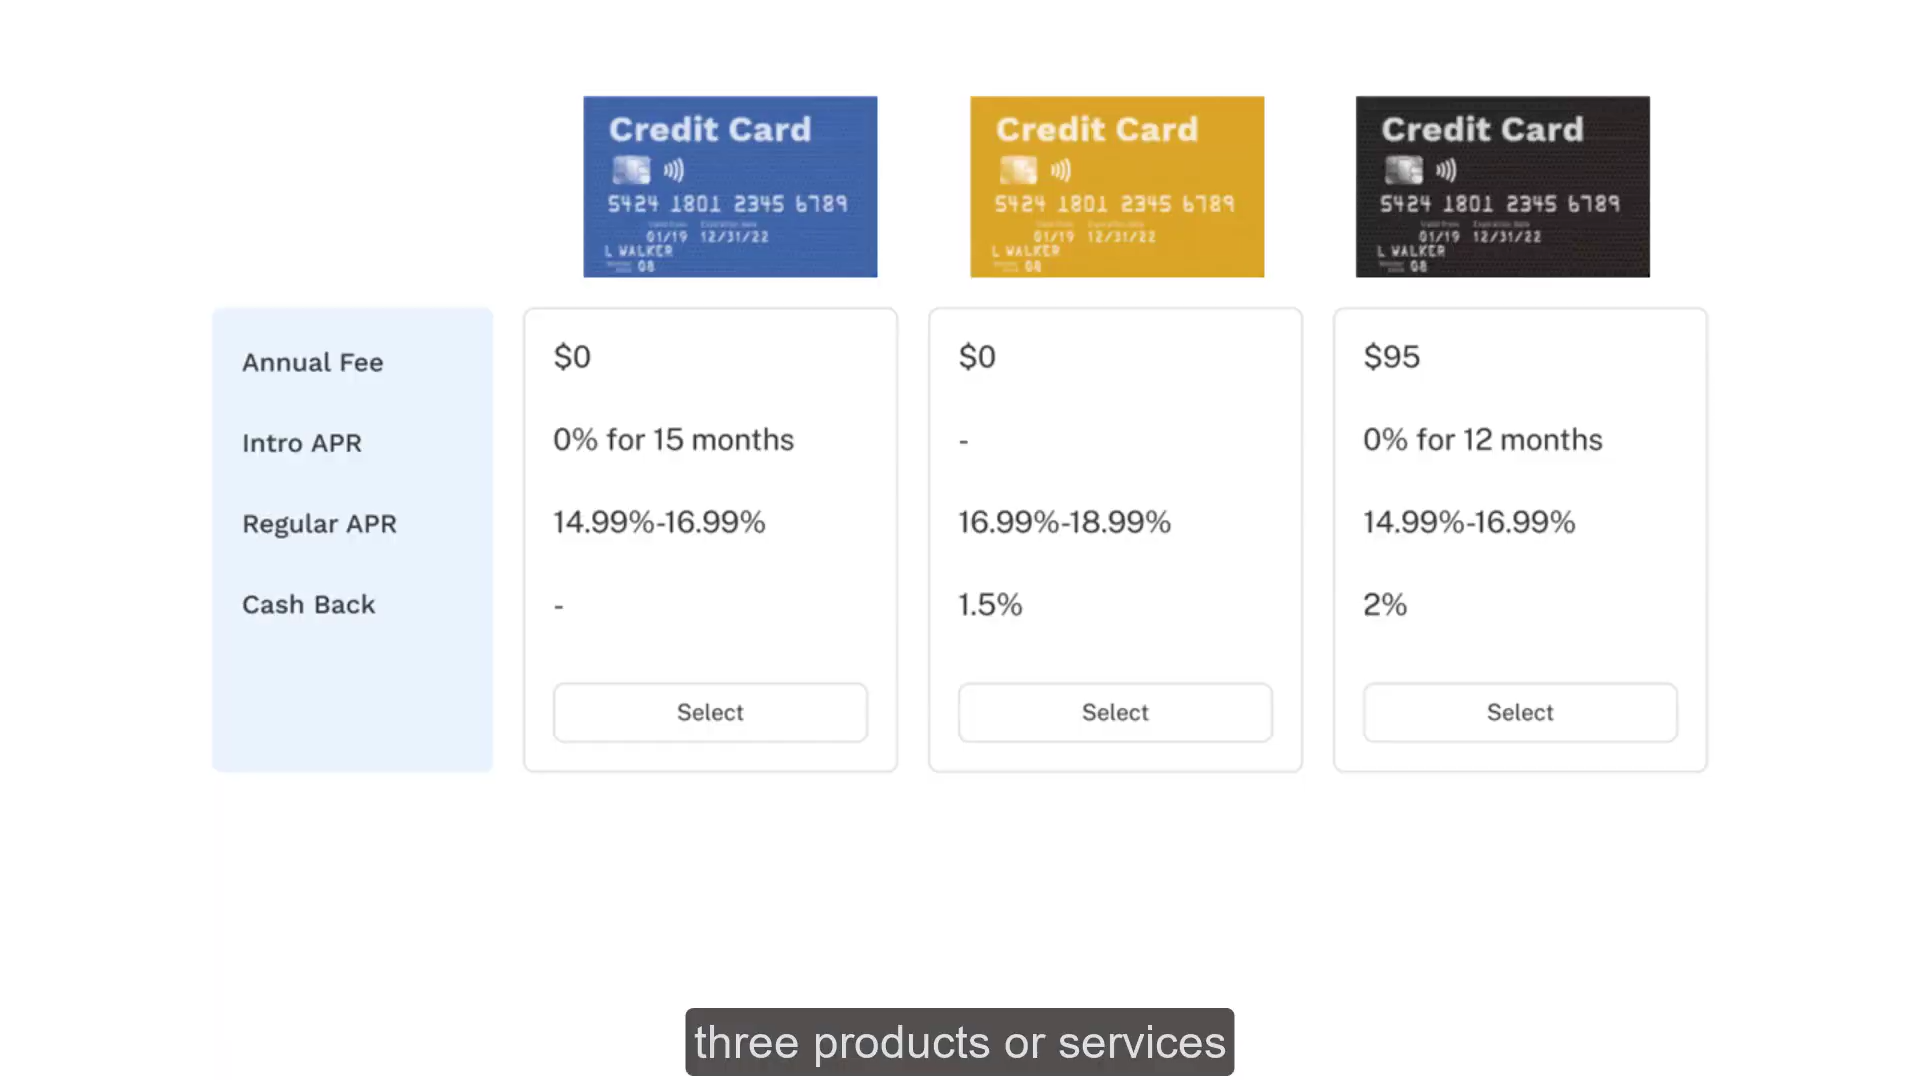 Credit Card
5424 1801 2345 6789
01/19 12/31/22
L WALKER
08
Credit Card
5424 1801 2345 6789
01/19 12/31/22
L WALKER
08
Credit Card
5424 1801 2345 6789
01/19 12/31/22
L WALKER
08
Annual Fee $0 $0 $95
Intro APR 0% for 15 months - 0% for 12 months
Regular APR 14.99%-16.99% 16.99%-18.99% 14.99%-16.99%
Cash Back - 1.5% 2%
Select Select Select
three products or services